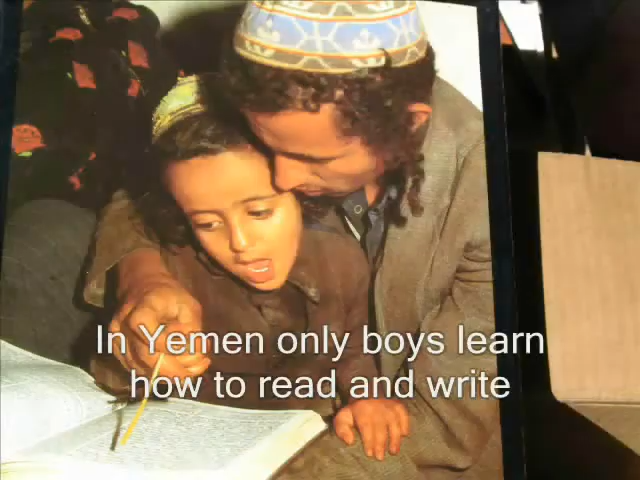 In Yemen only boys learn
how to read and write